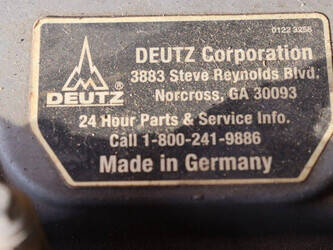 0122 3258
DEUTZ Corporation
3883 Steve Reynolds Blvd.
Norcross, GA 30093
DEUTZ
24 Hour Parts & Service Info.
Call 1-800-241-9886
Made in Germany